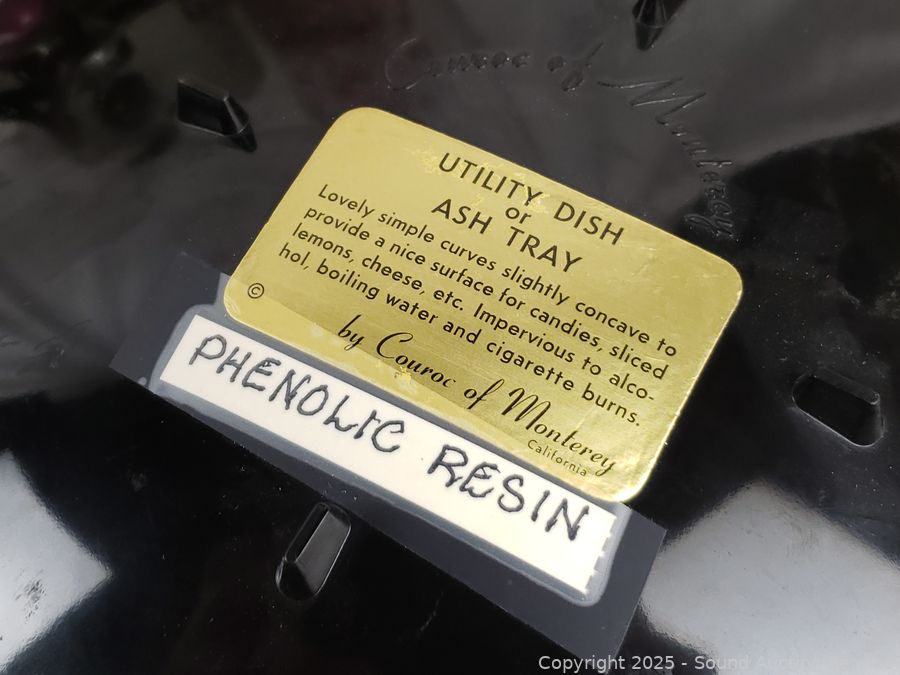 Couroc of Monterey
UTILITY DISH
or
ASH TRAY
Lovely simple curves slightly concave to
provide a nice surface for candies, sliced
lemons, cheese, etc. Impervious to alco-
hol, boiling water and cigarette burns.
©
by Couroc of Monterey
California
PHENOLIC RESIN
Copyright 2025 - Sound